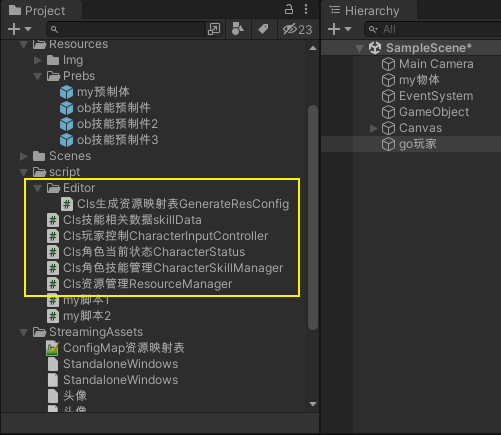 Project
Hierarchy
23
All
Resources
Img
Prebs
my预制体
ob技能预制件
ob技能预制件2
ob技能预制件3
Scenes
script
Editor
Cls生成资源映射表GenerateResConfig
Cls技能相关数据skillData
Cls玩家控制CharacterInputController
Cls角色当前状态CharacterStatus
Cls角色技能管理CharacterSkillManager
Cls资源管理ResourceManager
my脚本1
my脚本2
StreamingAssets
ConfigMap资源映射表
StandaloneWindows
StandaloneWindows
头像
头像
SampleScene*
Main Camera
my物体
EventSystem
GameObject
Canvas
go玩家